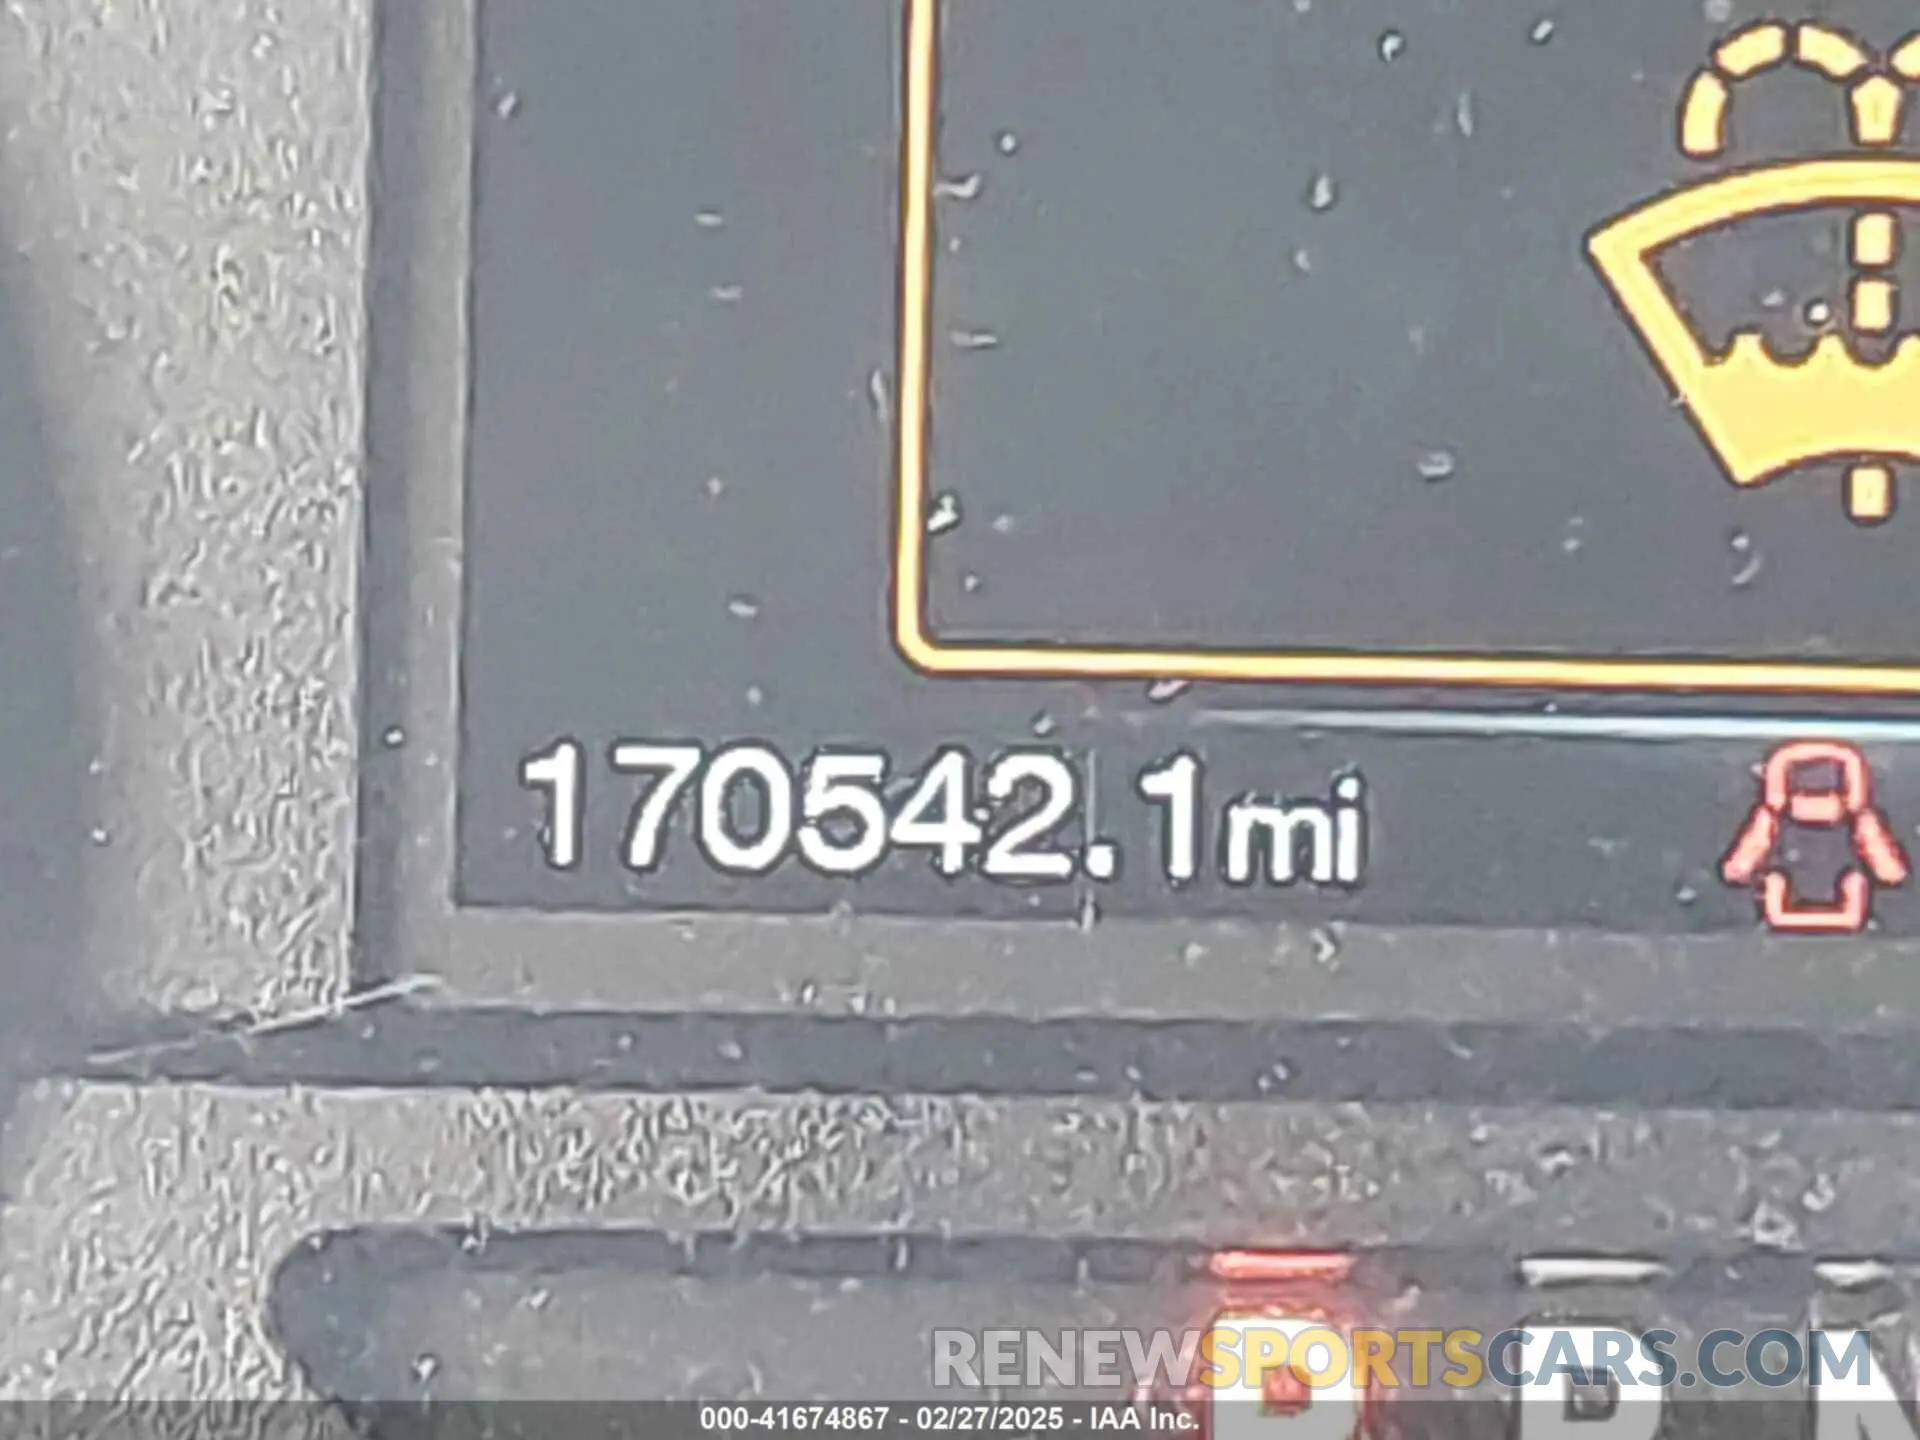 170542.1mi
P R N
RENEWSPORTSCARS.COM
000-41674867 - 02/27/2025 - IAA Inc.